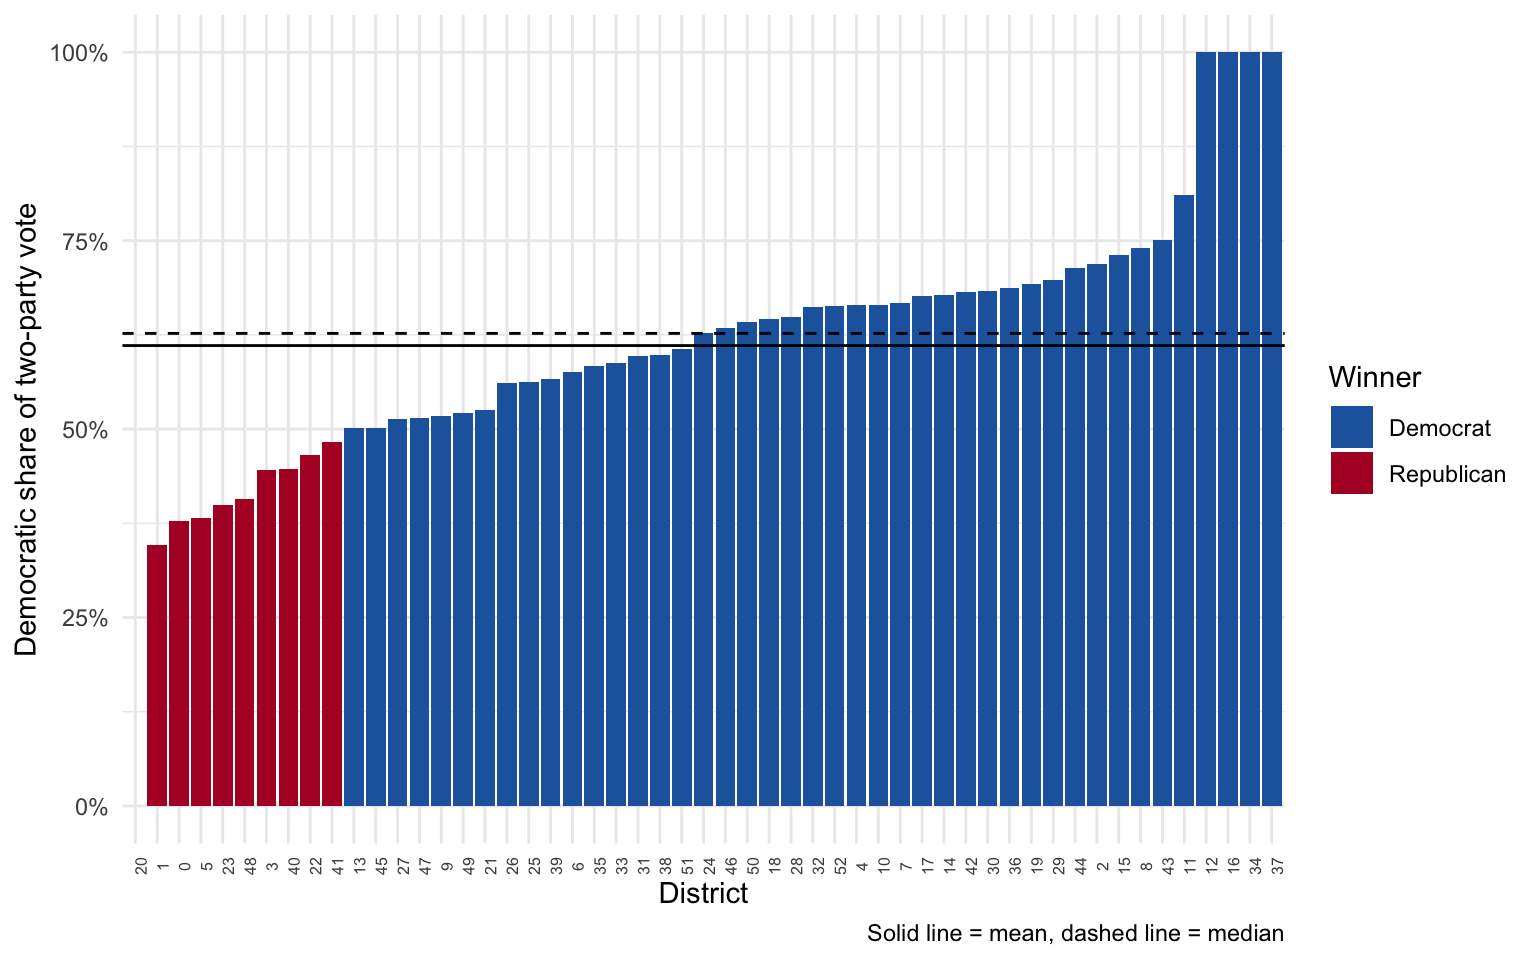 100%
75%
50%
25%
0%
Democratic share of two-party vote
20 1 0 5 23 48 3 40 22 41 13 45 27 47 9 49 21 26 25 39 6 35 33 31 38 51 24 46 50 18 28 32 52 4 10 7 17 14 42 30 36 19 29 44 2 15 8 43 11 12 16 34 37
District
Winner
Democrat
Republican
Solid line = mean, dashed line = median